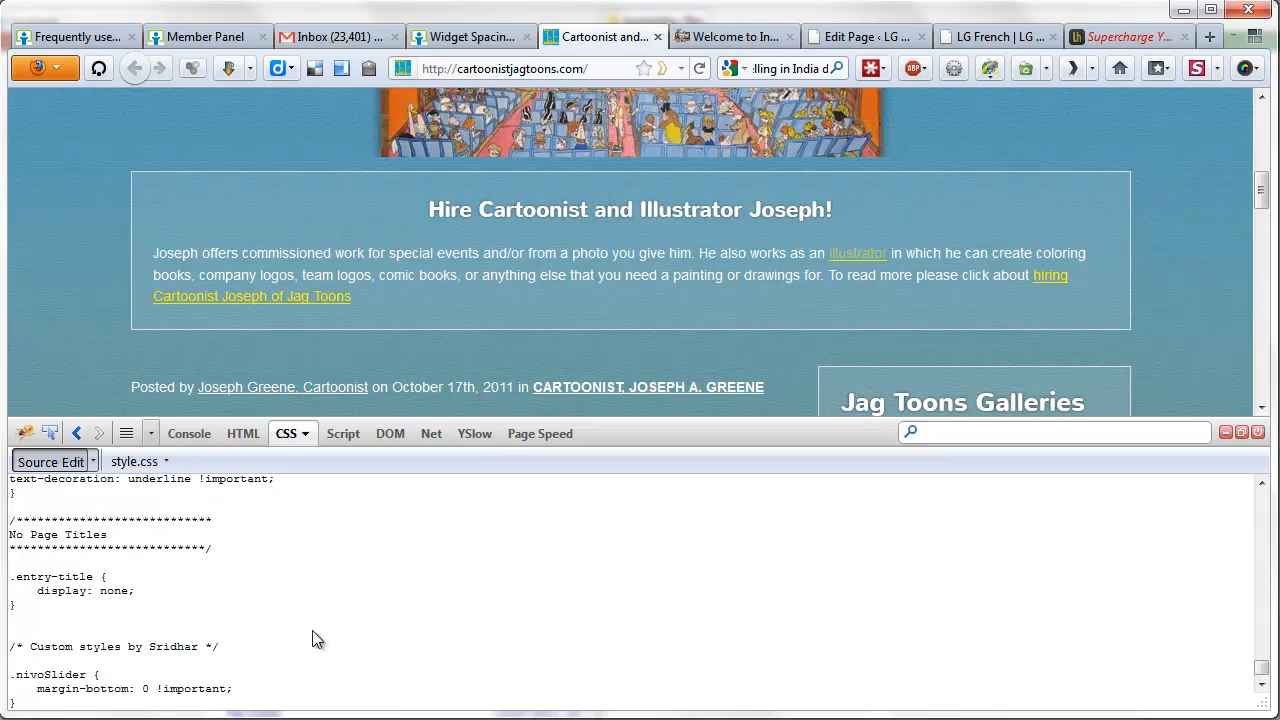 Frequently use...
Member Panel
Inbox (23,401) ...
Widget Spacin...
Cartoonist and...
Welcome to In...
Edit Page ‹ LG ...
LG French | LG ...
Supercharge Y...
http://cartoonistjagtoons.com/
lling in India d
ABP
Hire Cartoonist and Illustrator Joseph!
Joseph offers commissioned work for special events and/or from a photo you give him. He also works as an illustrator in which he can create coloring
books, company logos, team logos, comic books, or anything else that you need a painting or drawings for. To read more please click about hiring
Cartoonist Joseph of Jag Toons
Posted by Joseph Greene, Cartoonist on October 17th, 2011 in CARTOONIST, JOSEPH A. GREENE
Jag Toons Galleries
Console HTML CSS Script DOM Net YSlow Page Speed
Source Edit style.css
text-decoration: underline !important;
}
/****************************
No Page Titles
****************************/
.entry-title {
display: none;
}
/* Custom styles by Sridhar */
.nivoSlider {
margin-bottom: 0 !important;
}